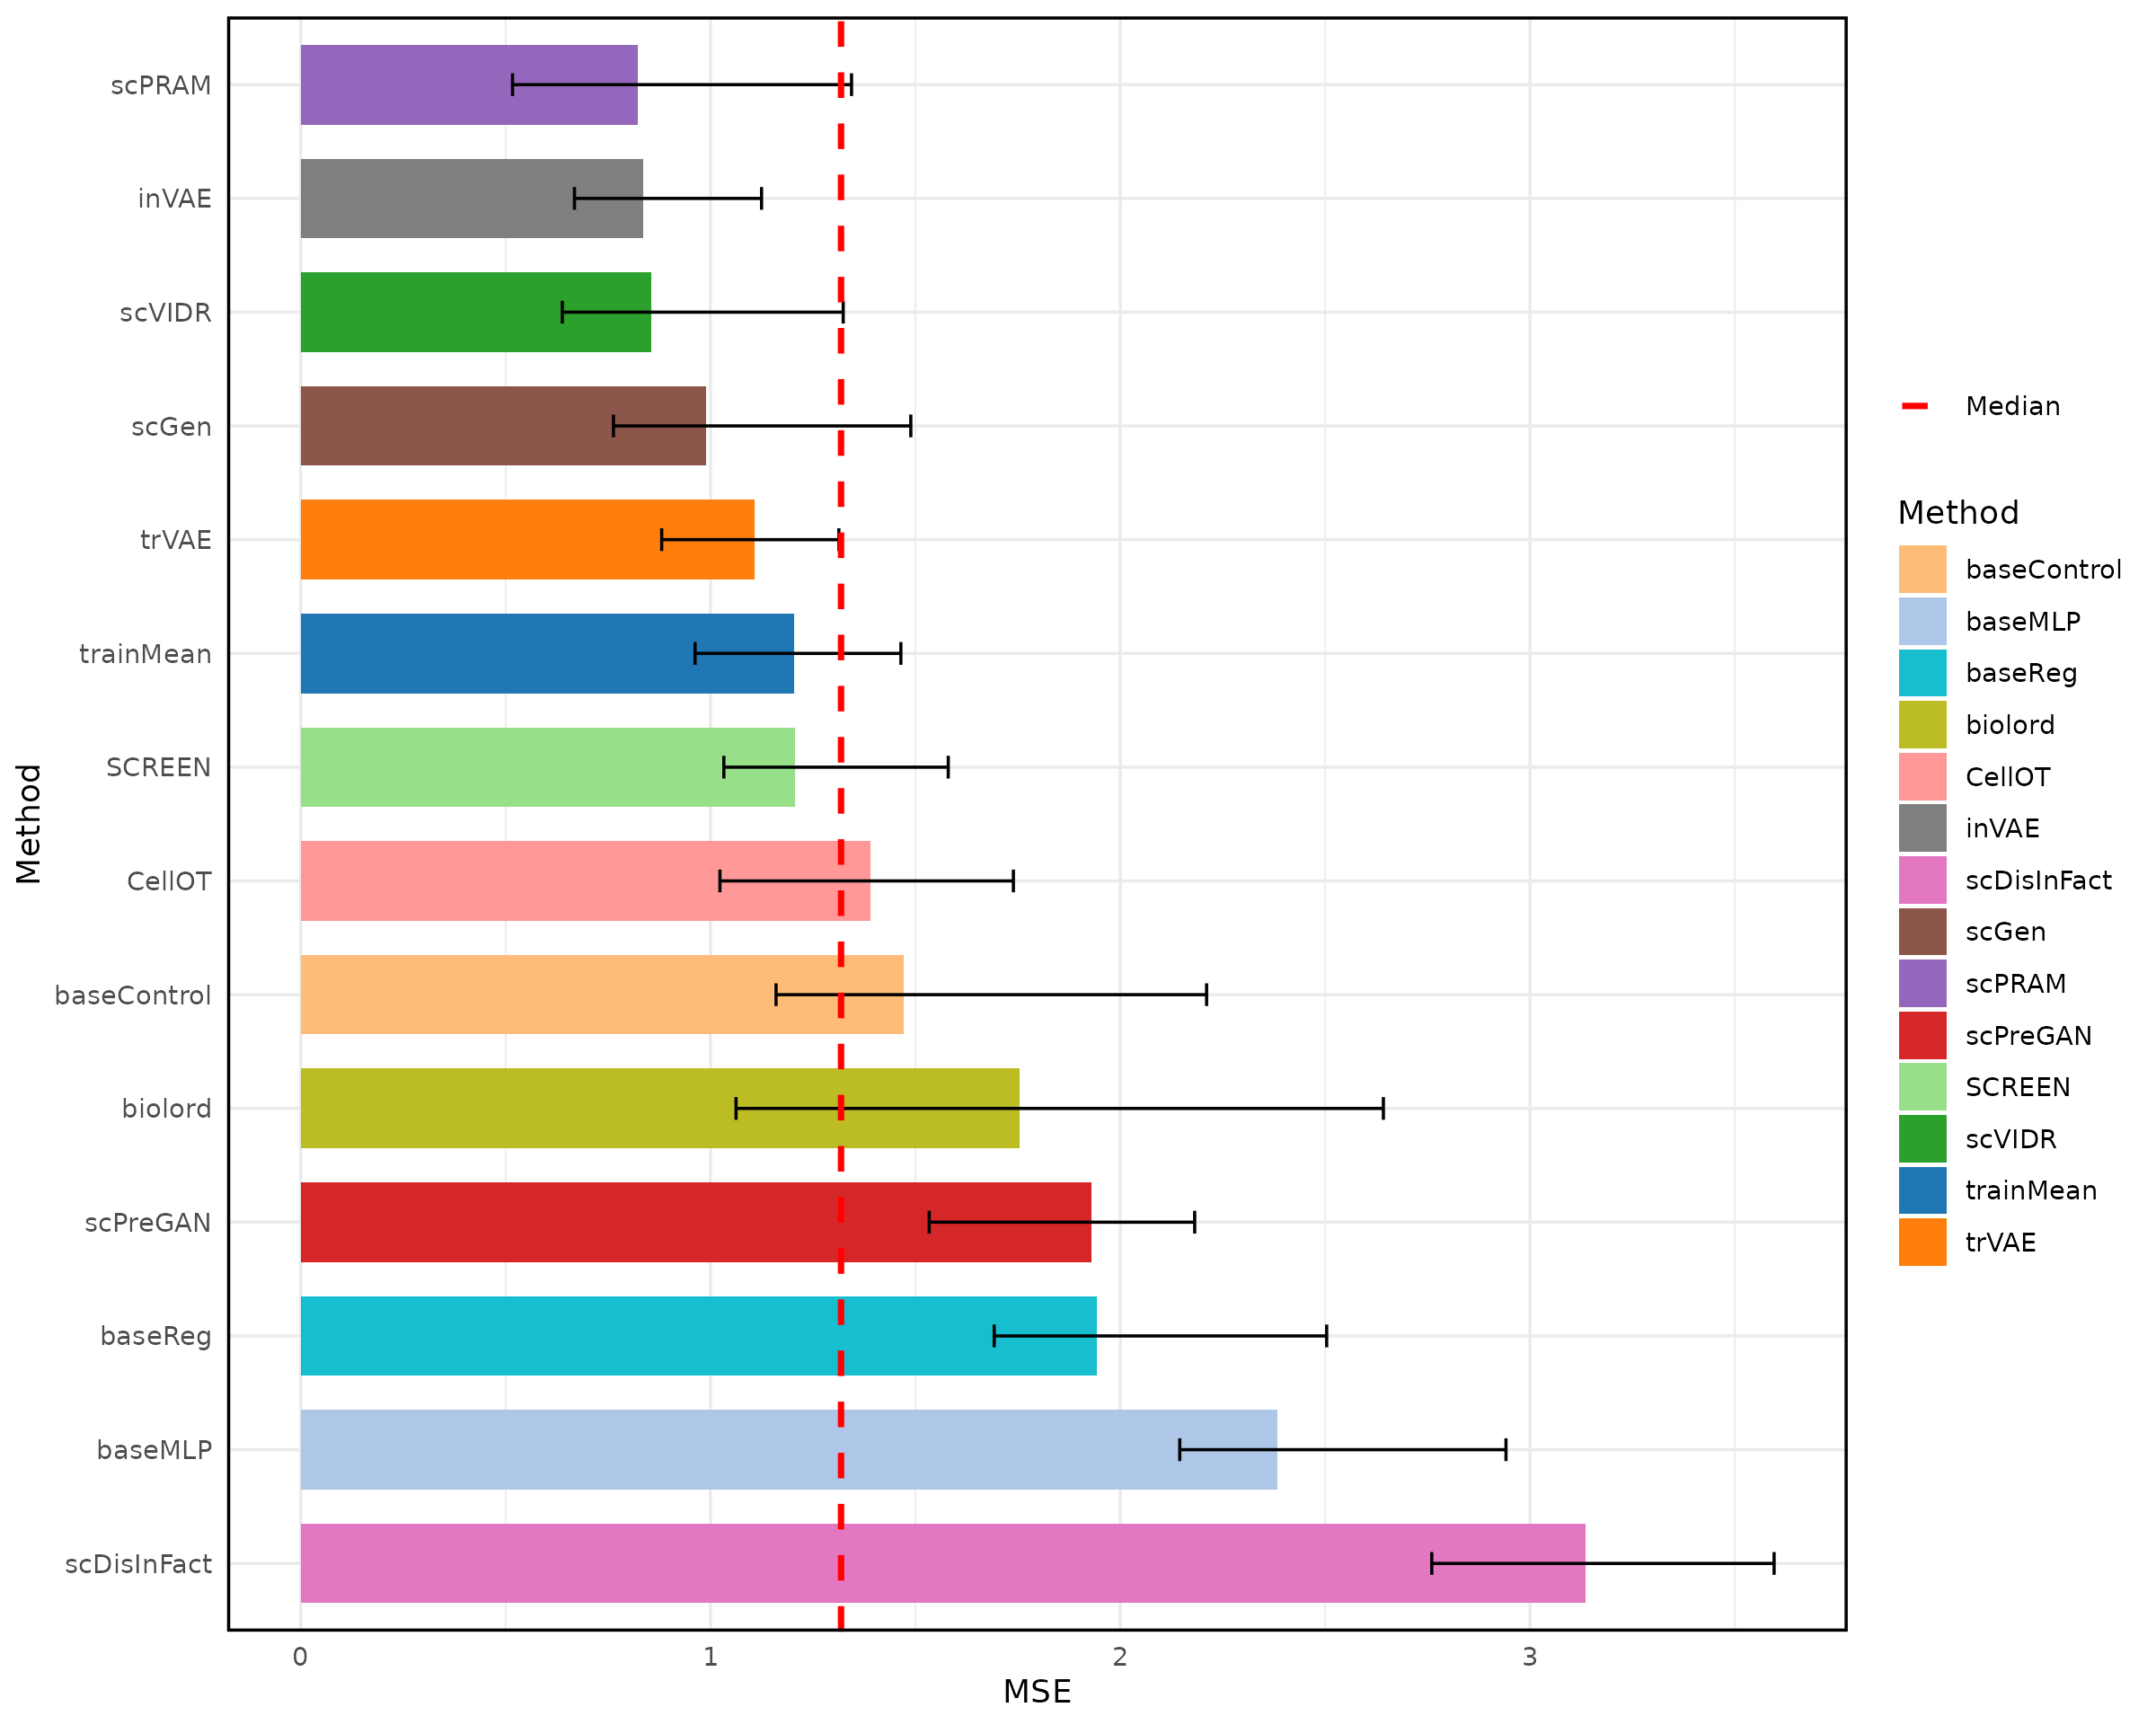 scPRAM
inVAE
scVIDR
scGen
trVAE
trainMean
SCREEN
CellOT
baseControl
biolord
scPreGAN
baseReg
baseMLP
scDisInFact
Method
0 1 2 3
MSE
Median
Method
baseControl
baseMLP
baseReg
biolord
CellOT
inVAE
scDisInFact
scGen
scPRAM
scPreGAN
SCREEN
scVIDR
trainMean
trVAE